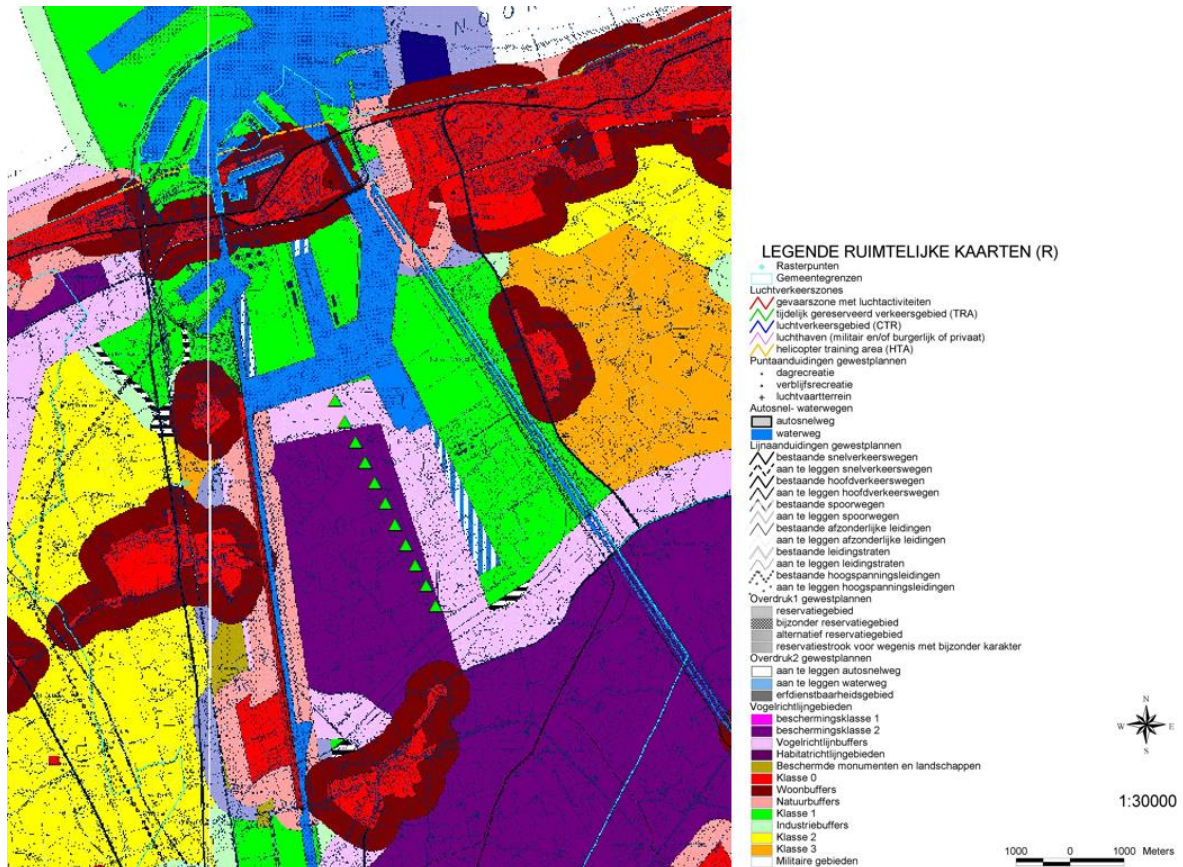 NOOR
LEGENDE RUIMTELIJKE KAARTEN (R)
Rasterpunten
Gemeentegrenzen
Luchtverkeerszones
gevaarszone met luchtactiviteiten
tijdelijk gereserveerd verkeersgebied (TRA)
luchtverkeersgebied (CTR)
luchthaven (militair en/of burgerlijk of privaat)
helicopter training area (HTA)
Puntaanduidingen gewestplannen
dagrecreatie
verblijfsrecreatie
luchtvaartterrein
Autosnel- waterwegen
autosnelweg
waterweg
Lijnaanduidingen gewestplannen
bestaande snelverkeerswegen
aan te leggen snelverkeerswegen
bestaande hoofdverkeerswegen
aan te leggen hoofdverkeerswegen
bestaande spoorwegen
aan te leggen spoorwegen
bestaande afzonderlijke leidingen
aan te leggen afzonderlijke leidingen
bestaande leidingstraten
aan te leggen leidingstraten
bestaande hoogspanningsleidingen
aan te leggen hoogspanningsleidingen
Overdruk1 gewestplannen
reservatiegebied
bijzonder reservatiegebied
alternatief reservatiegebied
reservatiestrook voor wegenis met bijzonder karakter
Overdruk2 gewestplannen
aan te leggen autosnelweg
aan te leggen waterweg
erfdienstbaarheidsgebied
Vogelrichtlijngebieden
beschermingsklasse 1
beschermingsklasse 2
Vogelrichtlijnbuffers
Habitatrichtlijngebieden
Beschermde monumenten en landschappen
Klasse 0
Woonbuffers
Natuurbuffers
Klasse 1
Industriebuffers
Klasse 2
Klasse 3
Militaire gebieden
N
W E
S
1:30000
1000 0 1000 Meters